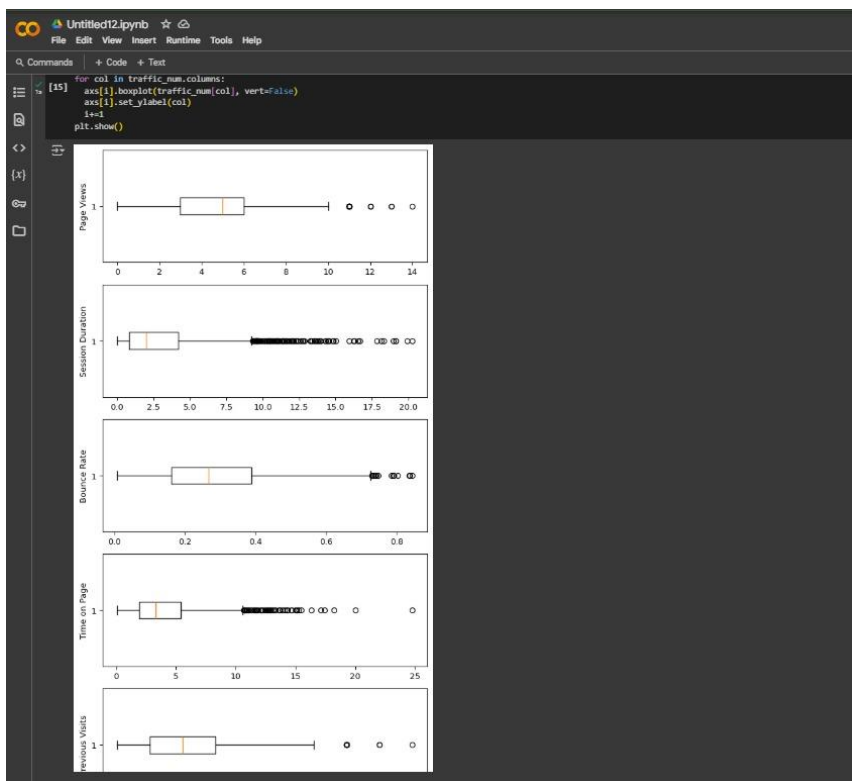 CO Untitled12.ipynb
File Edit View Insert Runtime Tools Help
Commands + Code + Text
[15] for col in traffic_num.columns:
1s axs[i].boxplot(traffic_num[col], vert=False)
axs[i].set_ylabel(col)
i+=1
plt.show()
<>
{x}
Page Views
1
0 2 4 6 8 10 12 14
Session Duration
1
0.0 2.5 5.0 7.5 10.0 12.5 15.0 17.5 20.0
Bounce Rate
1
0.0 0.2 0.4 0.6 0.8
Time on Page
1
0 5 10 15 20 25
revious Visits
1